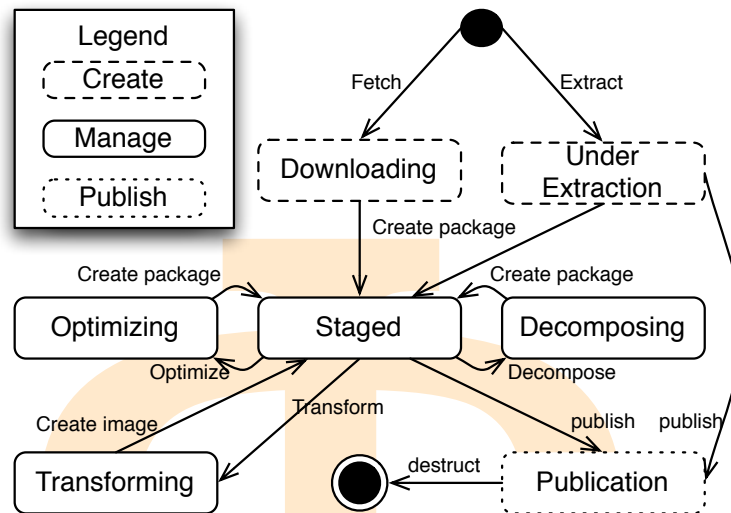 Legend
Create
Manage
Publish
Fetch
Extract
Downloading
Under
Extraction
Create package
Create package
Create package
Optimizing
Staged
Decomposing
Optimize
Decompose
Transform
Create image
publish
publish
Transforming
destruct
Publication